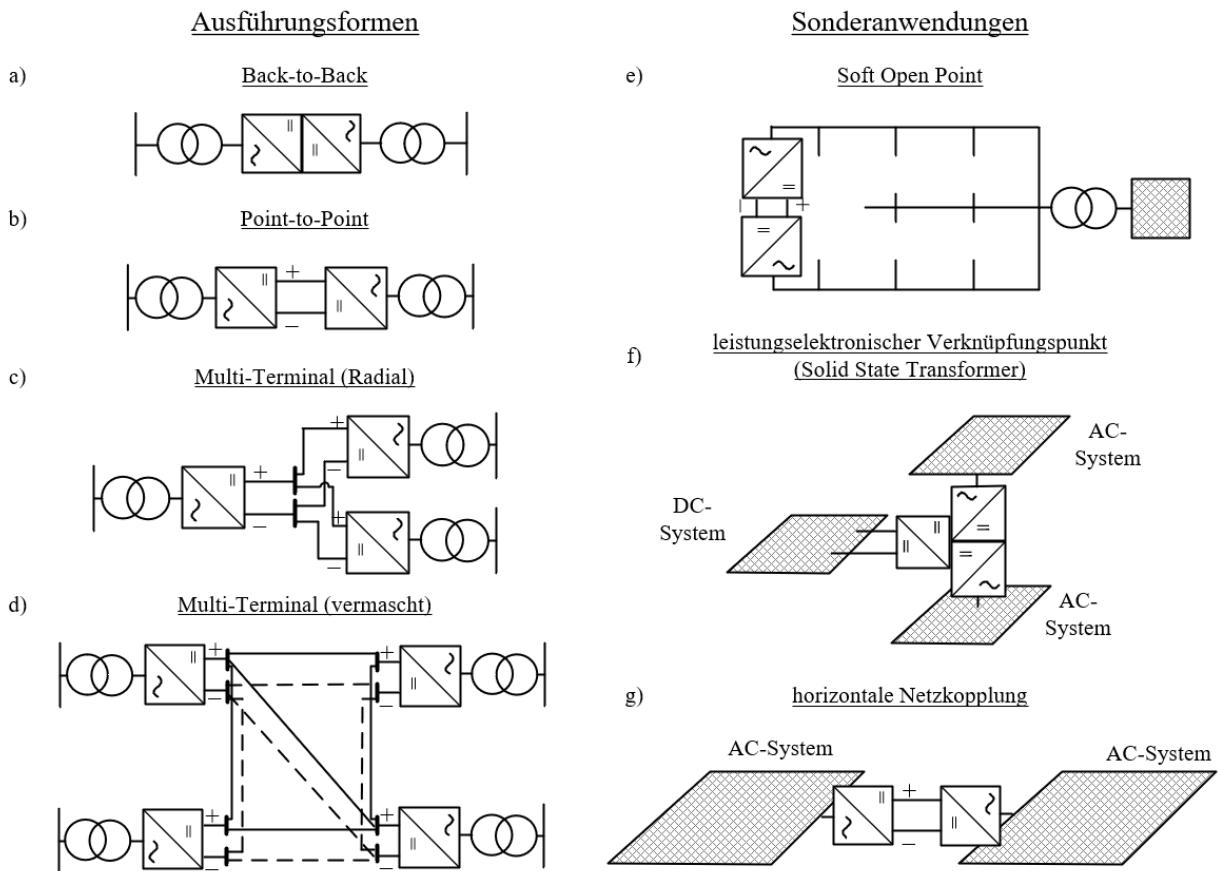 Ausführungsformen
a)
Back-to-Back
=
=
b)
Point-to-Point
+
−
=
=
c)
Multi-Terminal (Radial)
+
−
+
−
+
−
=
=
=
d)
Multi-Terminal (vermascht)
+
−
+
−
+
−
+
−
=
=
=
=
Sonderanwendungen
e)
Soft Open Point
~
=
− +
=
~
f)
leistungselektronischer Verknüpfungspunkt
(Solid State Transformer)
AC-
System
DC-
System
~
=
=
=
=
~
AC-
System
g)
horizontale Netzkopplung
AC-System
AC-System
+
−
=
=